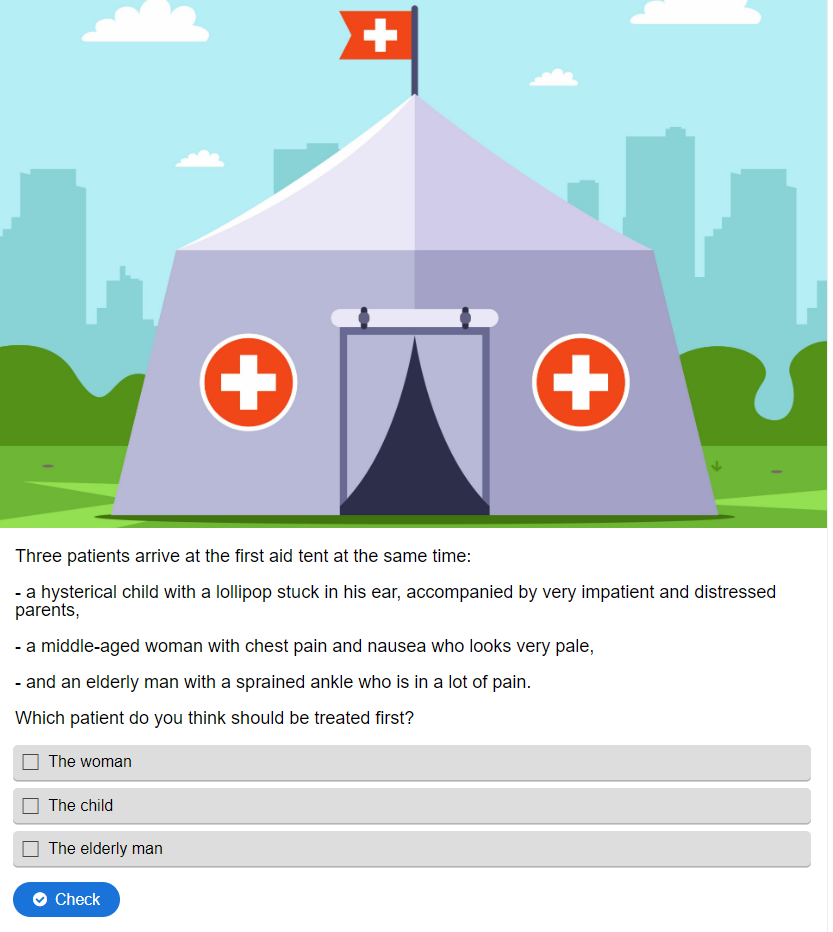 Three patients arrive at the first aid tent at the same time:
- a hysterical child with a lollipop stuck in his ear, accompanied by very impatient and distressed
parents,
- a middle-aged woman with chest pain and nausea who looks very pale,
- and an elderly man with a sprained ankle who is in a lot of pain.
Which patient do you think should be treated first?
The woman
The child
The elderly man
Check